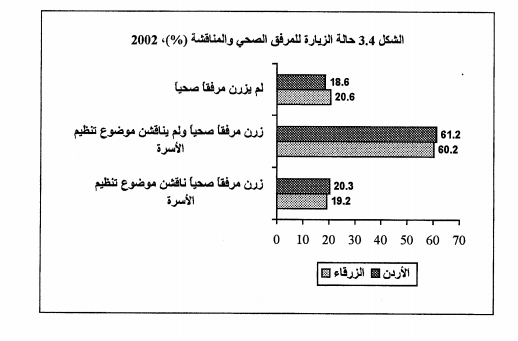 الشكل 3.4 حالة الزيارة للمرفق الصحي والمناقشة (%)، 2002
لم يزرن مرفقاً صحياً
18.6
20.6
زرن مرفقاً صحياً ولم يناقشن موضوع تنظيم
الأسرة
61.2
60.2
زرن مرفقاً صحياً ناقشن موضوع تنظيم
الأسرة
20.3
19.2
0 10 20 30 40 50 60 70
الأردن الزرقاء